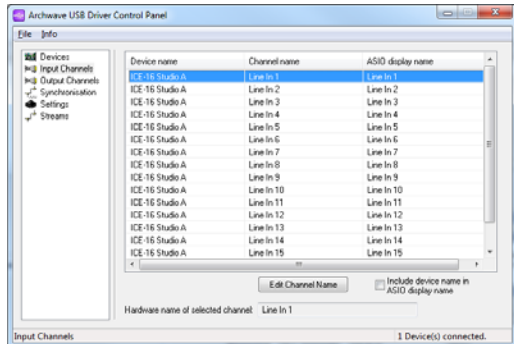 Archwave USB Driver Control Panel
File Info
Devices
Input Channels
Output Channels
Synchronisation
Settings
Streams
Device name Channel name ASIO display name
ICE-16 Studio A Line In 1 Line In 1
ICE-16 Studio A Line In 2 Line In 2
ICE-16 Studio A Line In 3 Line In 3
ICE-16 Studio A Line In 4 Line In 4
ICE-16 Studio A Line In 5 Line In 5
ICE-16 Studio A Line In 6 Line In 6
ICE-16 Studio A Line In 7 Line In 7
ICE-16 Studio A Line In 8 Line In 8
ICE-16 Studio A Line In 9 Line In 9
ICE-16 Studio A Line In 10 Line In 10
ICE-16 Studio A Line In 11 Line In 11
ICE-16 Studio A Line In 12 Line In 12
ICE-16 Studio A Line In 13 Line In 13
ICE-16 Studio A Line In 14 Line In 14
ICE-16 Studio A Line In 15 Line In 15
Edit Channel Name
Include device name in
ASIO display name
Hardware name of selected channel: Line In 1
Input Channels 1 Device(s) connected.